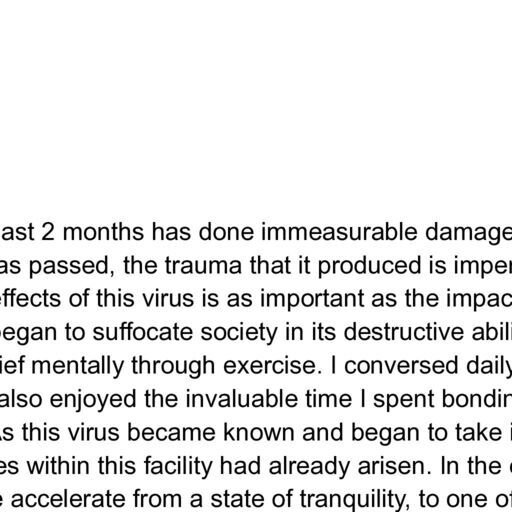 ast 2 months has done immeasurable damage
as passed, the trauma that it produced is imper
effects of this virus is as important as the impac
began to suffocate society in its destructive abil
ief mentally through exercise. I conversed daily
also enjoyed the invaluable time I spent bondin
As this virus became known and began to take i
es within this facility had already arisen. In the
accelerate from a state of tranquility, to one of